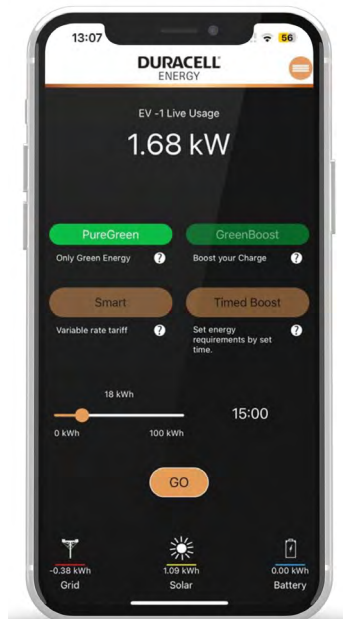 13:07
56
DURACELL
ENERGY
EV -1 Live Usage
1.68 kW
PureGreen
GreenBoost
Only Green Energy ?
Boost your Charge ?
Smart
Timed Boost
Variable rate tariff ?
Set energy ?
requirements by set
time.
18 kWh
15:00
0 kWh
100 kWh
GO
-0.38 kWh
1.09 kWh
0.00 kWh
Grid
Solar
Battery